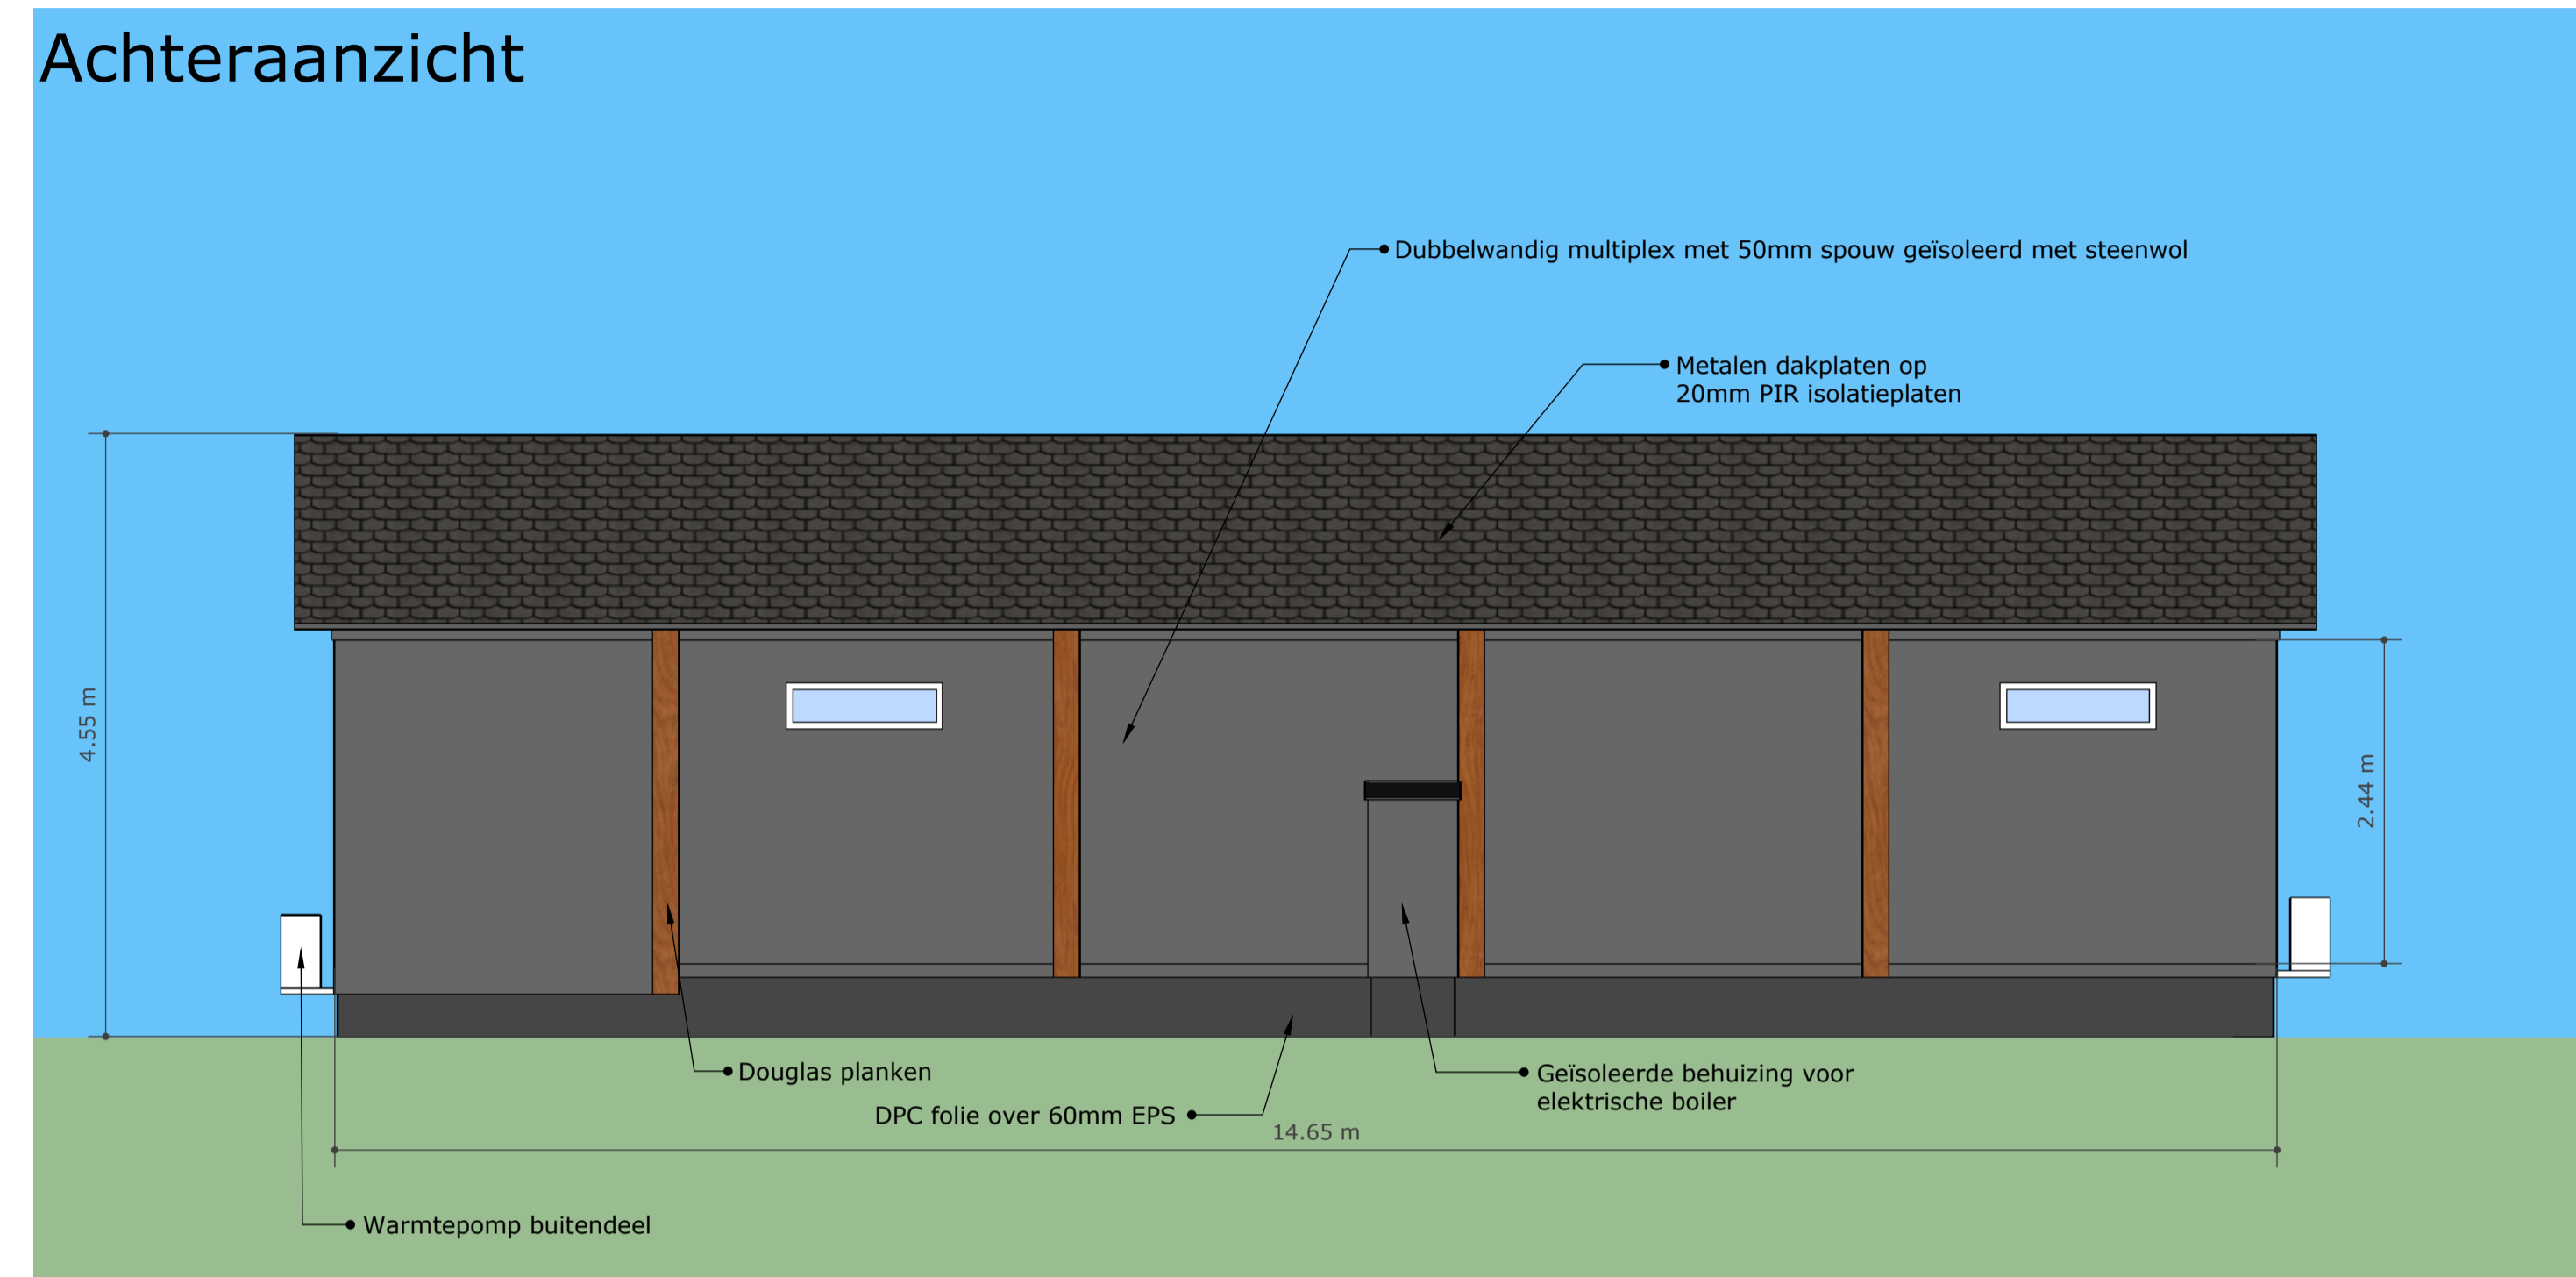 Achteraanzicht
Dubbelwandig multiplex met 50mm spouw geïsoleerd met steenwol
Metalen dakplaten op
20mm PIR isolatieplaten
4.55 m
2.44 m
Douglas planken
Geïsoleerde behuizing voor
elektrische boiler
DPC folie over 60mm EPS
14.65 m
Warmtepomp buitendeel